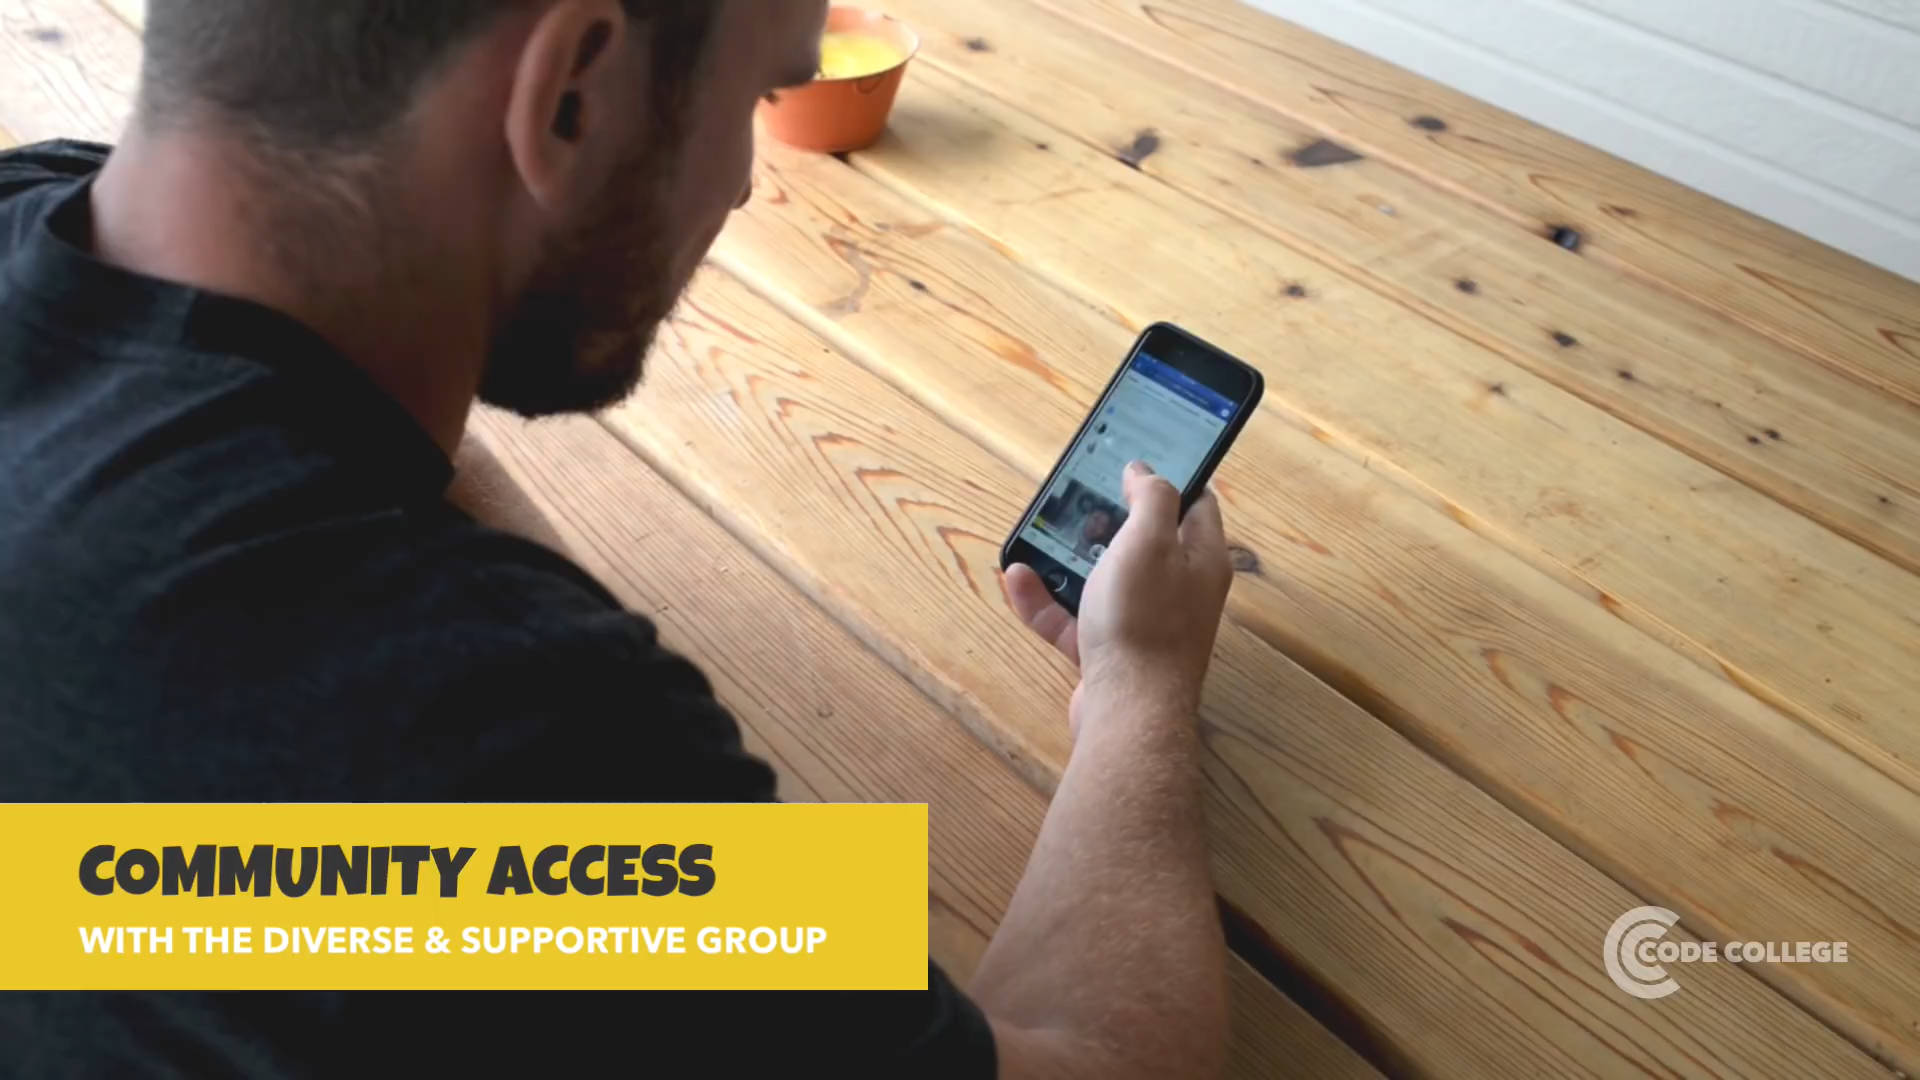 COMMUNITY ACCESS
WITH THE DIVERSE & SUPPORTIVE GROUP
CODE COLLEGE